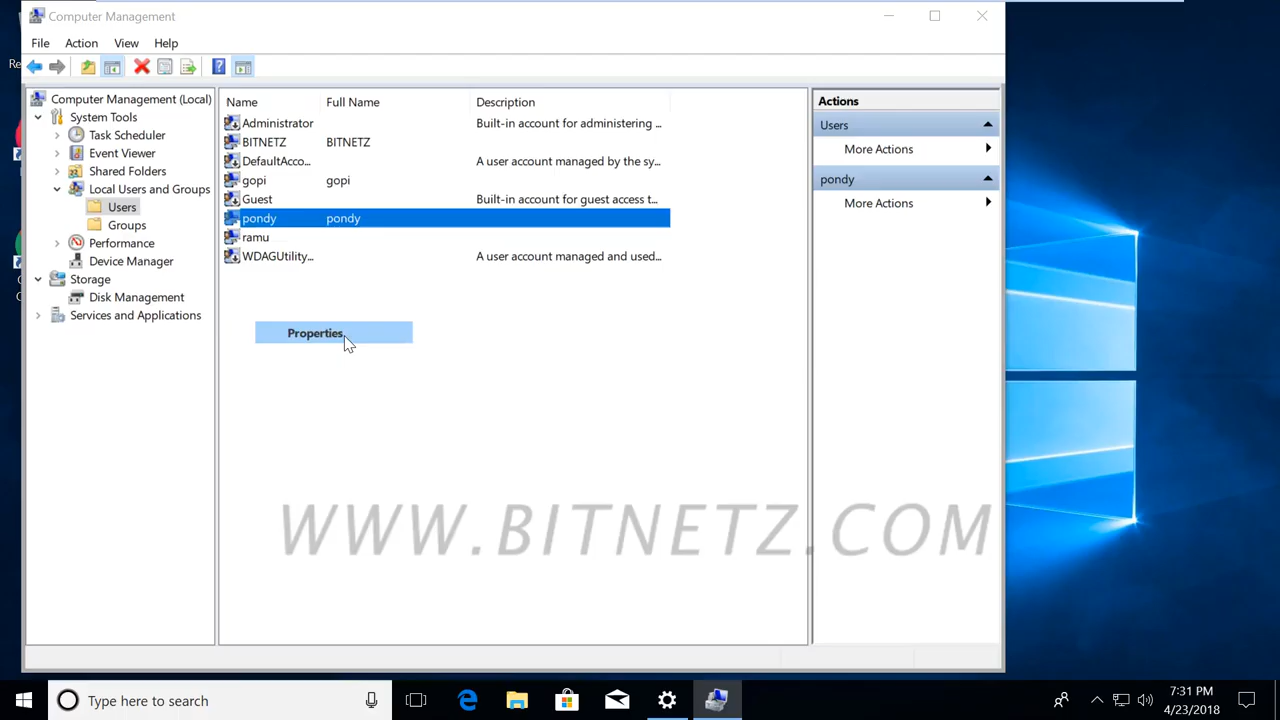 Computer Management
File Action View Help
Re
Computer Management (Local)
System Tools
Task Scheduler
Event Viewer
Shared Folders
Local Users and Groups
Users
Groups
Performance
Device Manager
Storage
Disk Management
Services and Applications
Name Full Name Description
Administrator Built-in account for administering ...
BITNETZ BITNETZ
DefaultAcco... A user account managed by the sy...
gopi gopi
Guest Built-in account for guest access t...
pondy pondy
ramu
WDAGUtility... A user account managed and used...
Properties
Actions
Users
More Actions
pondy
More Actions
WWW.BITNETZ.COM
Type here to search
7:31 PM
4/23/2018